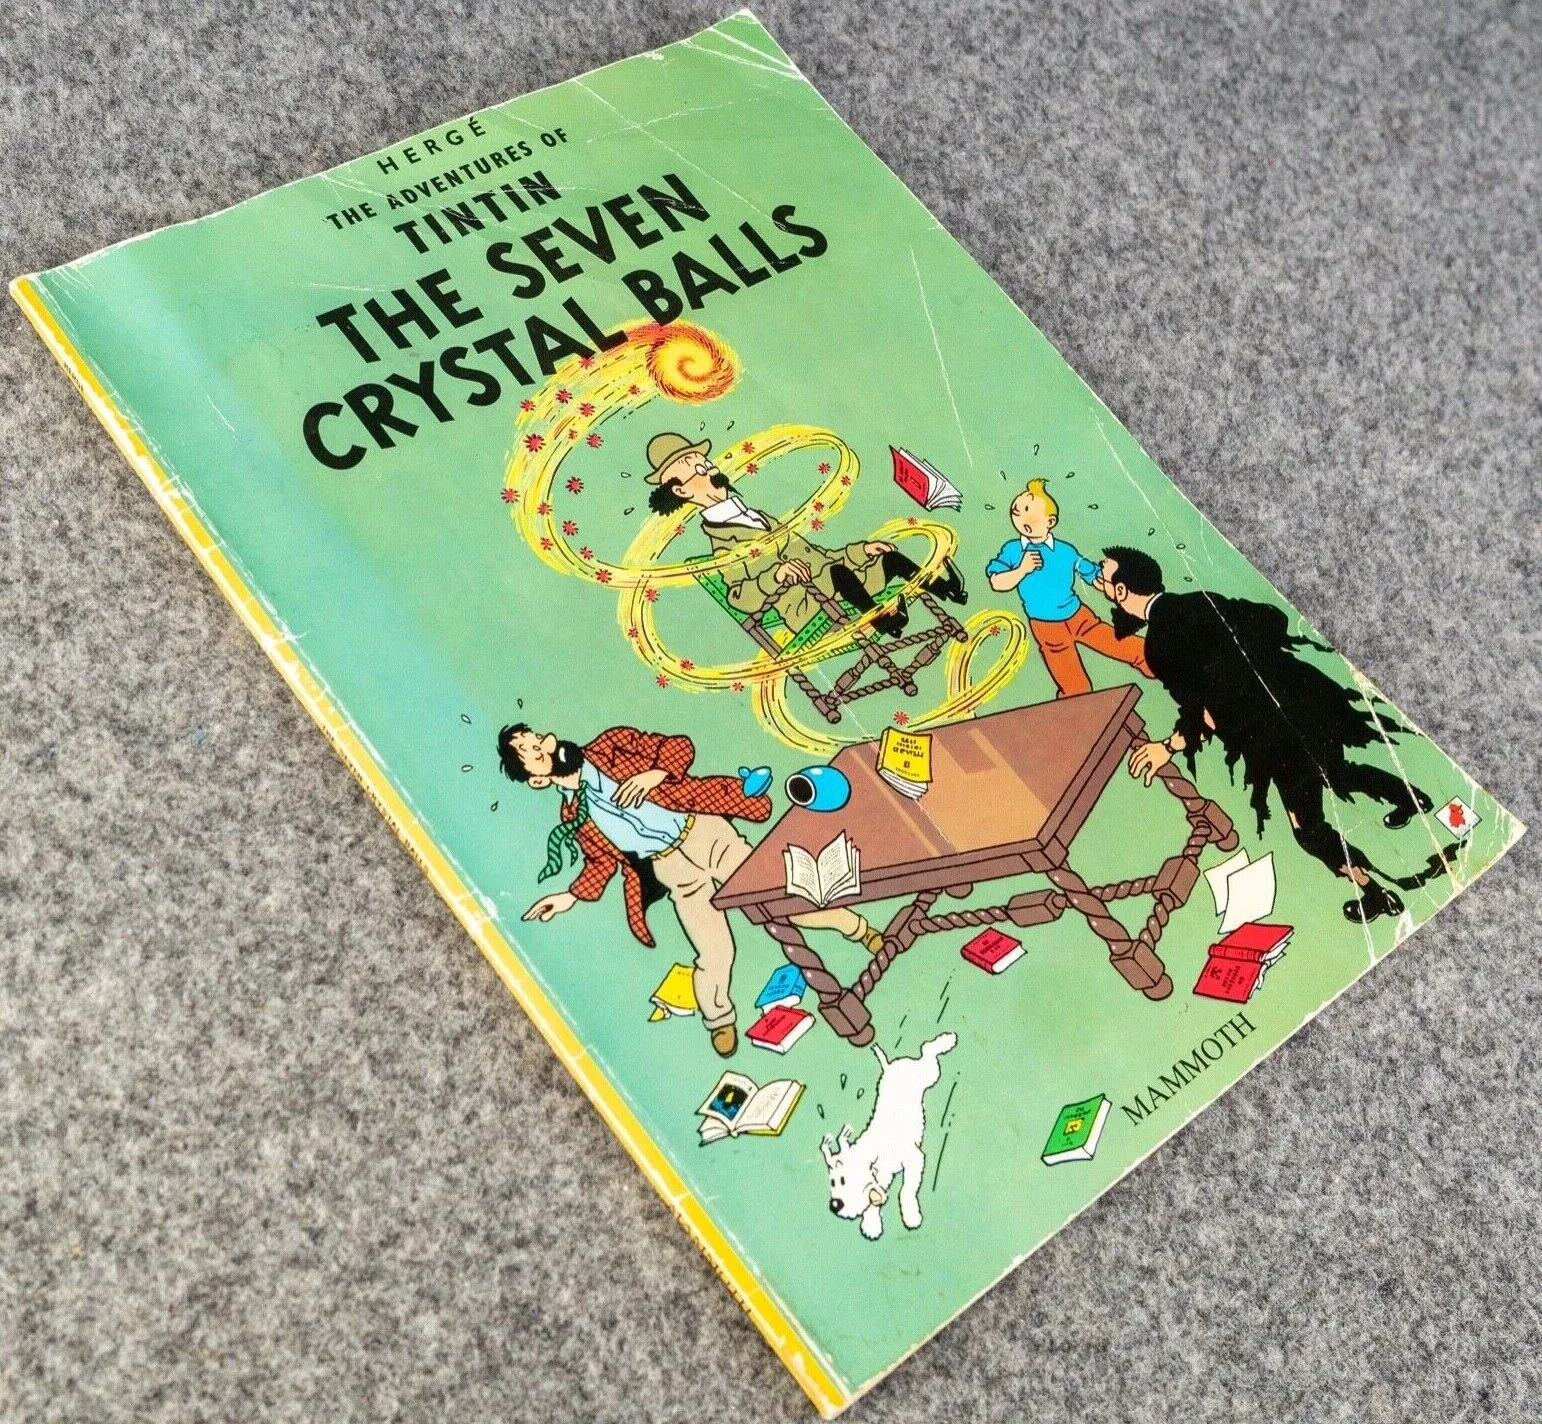 HERGÉ
THE ADVENTURES OF
TINTIN
THE SEVEN
CRYSTAL BALLS
MAMMOTH